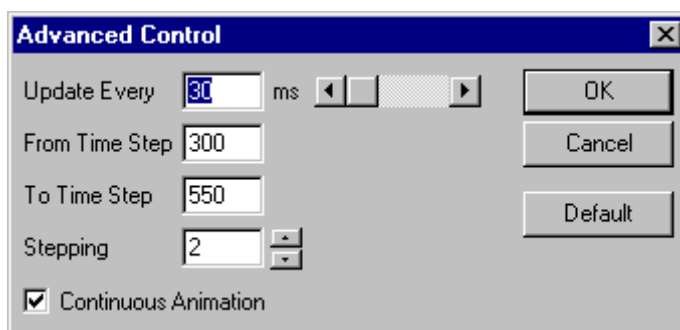 Advanced Control
Update Every 30 ms
OK
From Time Step 300
Cancel
To Time Step 550
Default
Stepping 2
Continuous Animation